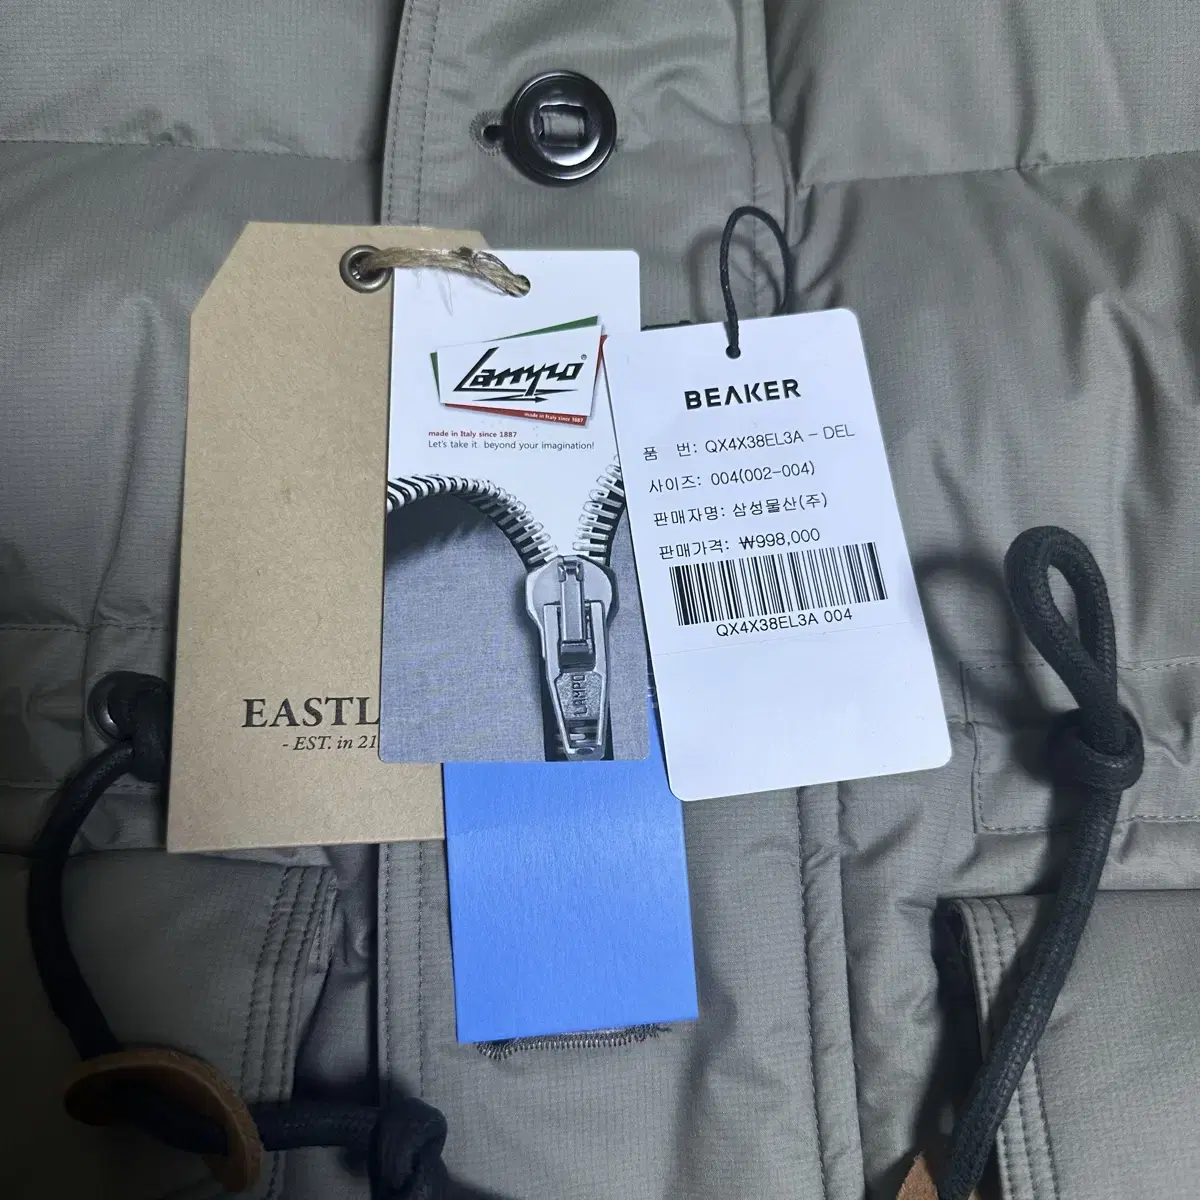 Lampo®
made in Italy since 1887
made in Italy since 1887
Let's take it beyond your imagination!
LAMPO
EASTL
- EST. in 21
BEAKER
품 번: QX4X38EL3A - DEL
사이즈: 004(002-004)
판매자명: 삼성물산(주)
판매가격: ₩998,000
QX4X38EL3A 004